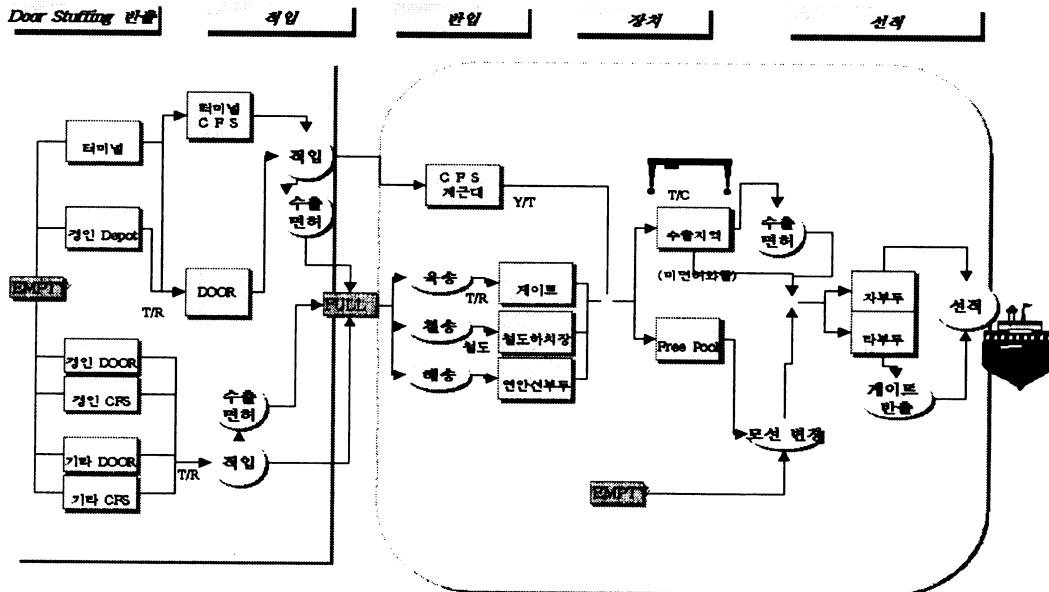 Door Stuffing 반출
적입
반입
장치
선적
터미널
C F S
터미널
적입
C F S
Y/T
T/C
수출
면허
수출
면허
경인 Depot
수출지역
(미면허화물)
EMPTY
DOOR
T/R
FULL
육송
T/R
게이트
자부두
선적
철송
철도
철도하치장
타부두
해송
연안선부두
Free Pool
경인 DOOR
경인 CFS
수출
면허
게이트
반출
모선 변경
기타 DOOR
T/R
적입
기타 CFS
EMPTY